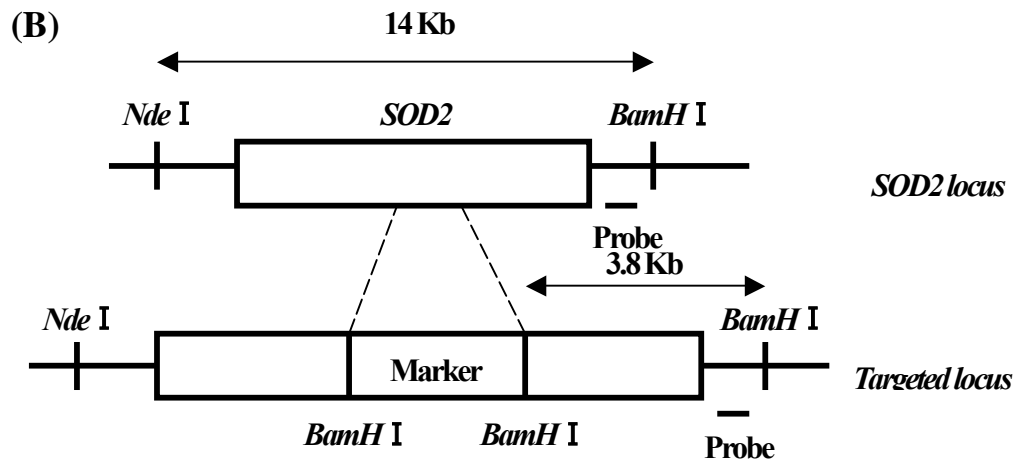 (B)
14 Kb
Nde I SOD2 BamH I
SOD2 locus
Probe
3.8 Kb
Nde I BamH I
Marker
Targeted locus
BamH I BamH I
Probe